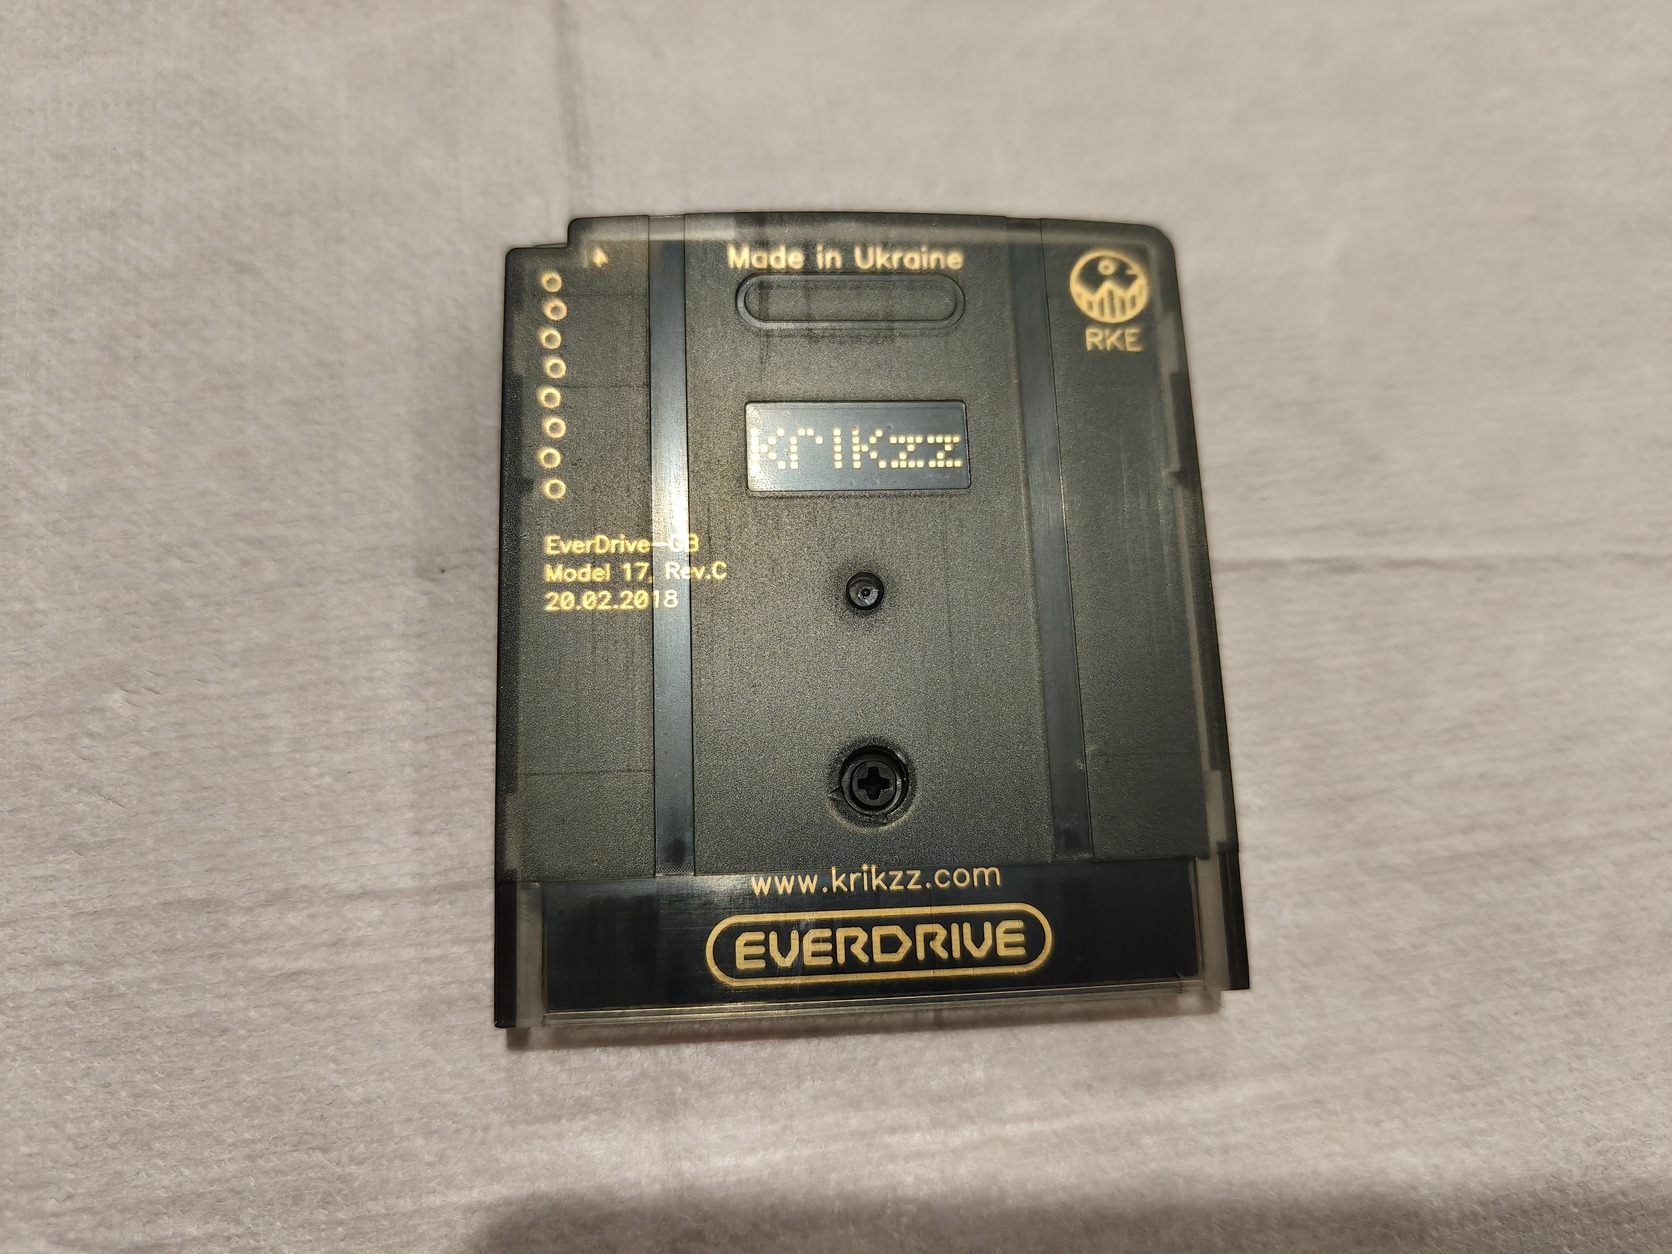 Made in Ukraine
RKE
krikzz
EverDrive-GB
Model 17, Rev.C
20.02.2018
www.krikzz.com
EVERDRIVE